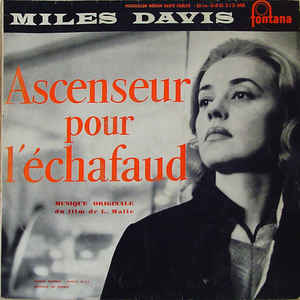 MILES DAVIS
fontana
Ascenseur
pour
l'échafaud
MUSIQUE ORIGINALE
du film de L. Malle